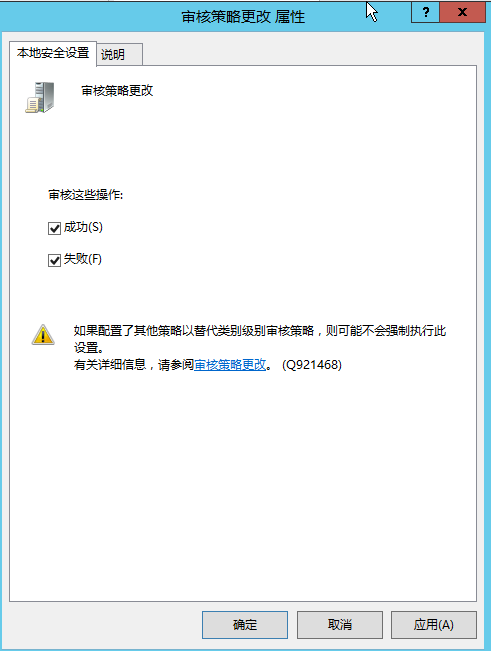 审核策略更改 属性
?
x
本地安全设置
说明
审核策略更改
审核这些操作:
成功(S)
失败(F)
如果配置了其他策略以替代类别级别审核策略，则可能不会强制执行此
设置。
有关详细信息，请参阅审核策略更改。 (Q921468)
确定
取消
应用(A)